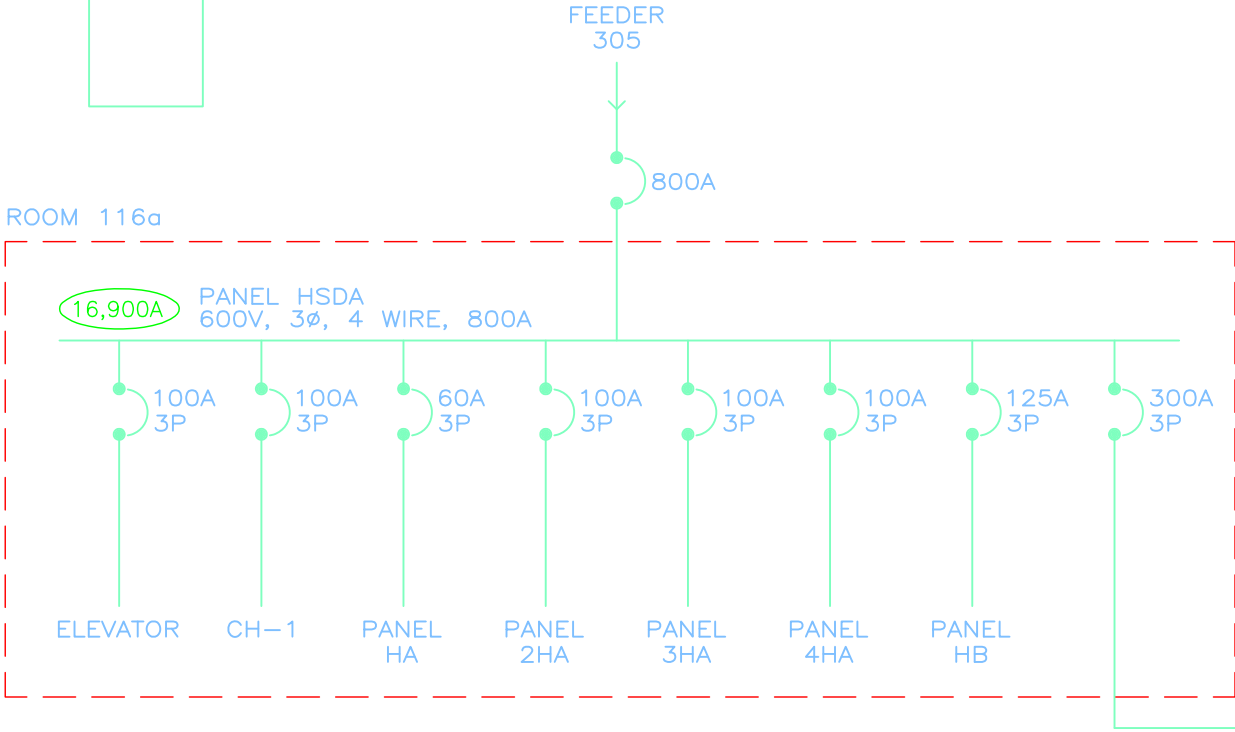 FEEDER
305
800A
ROOM 116a
16,900A
PANEL HSDA
600V, 3ø, 4 WIRE, 800A
100A
3P
100A
3P
60A
3P
100A
3P
100A
3P
100A
3P
125A
3P
300A
3P
ELEVATOR
CH-1
PANEL
HA
PANEL
2HA
PANEL
3HA
PANEL
4HA
PANEL
HB